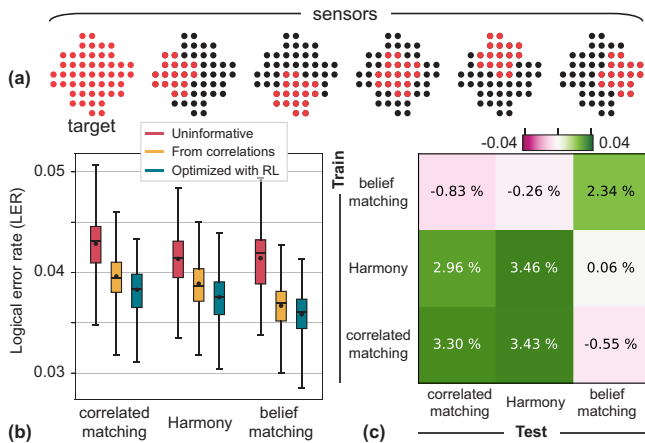 sensors
(a)
target
Uninformative
From correlations
Optimized with RL
Logical error rate (LER)
0.05
0.04
0.03
correlated
matching
Harmony
belief
matching
(b)
-0.04
0.04
Train
belief
matching
Harmony
correlated
matching
-0.83 %
-0.26 %
2.34 %
2.96 %
3.46 %
0.06 %
3.30 %
3.43 %
-0.55 %
correlated
matching
Harmony
belief
matching
(c)
Test